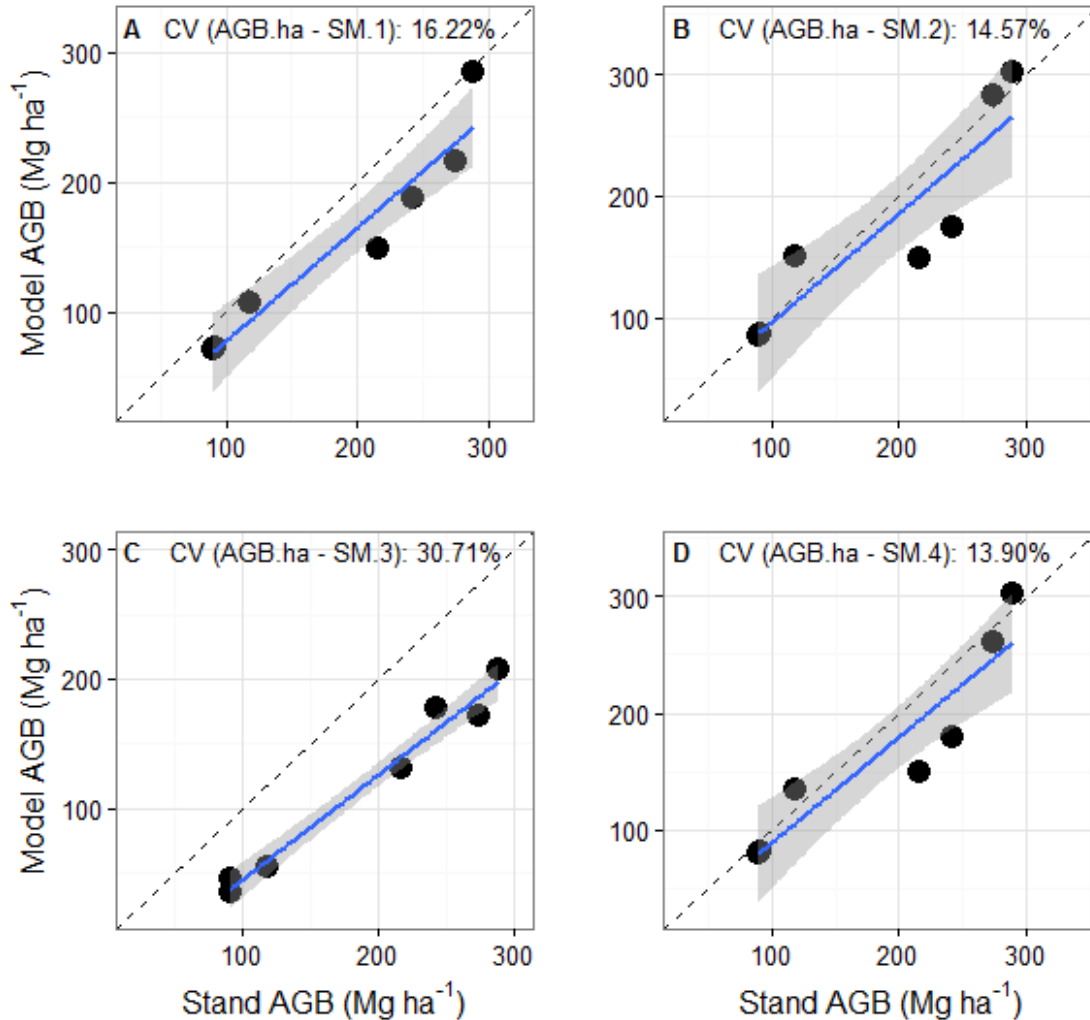 A CV (AGB.ha - SM.1): 16.22%
300
200
100
Model AGB (Mg ha⁻¹)
100 200 300
B CV (AGB.ha - SM.2): 14.57%
300
200
100
100 200 300
C CV (AGB.ha - SM.3): 30.71%
300
200
100
Model AGB (Mg ha⁻¹)
100 200 300
Stand AGB (Mg ha⁻¹)
D CV (AGB.ha - SM.4): 13.90%
300
200
100
100 200 300
Stand AGB (Mg ha⁻¹)